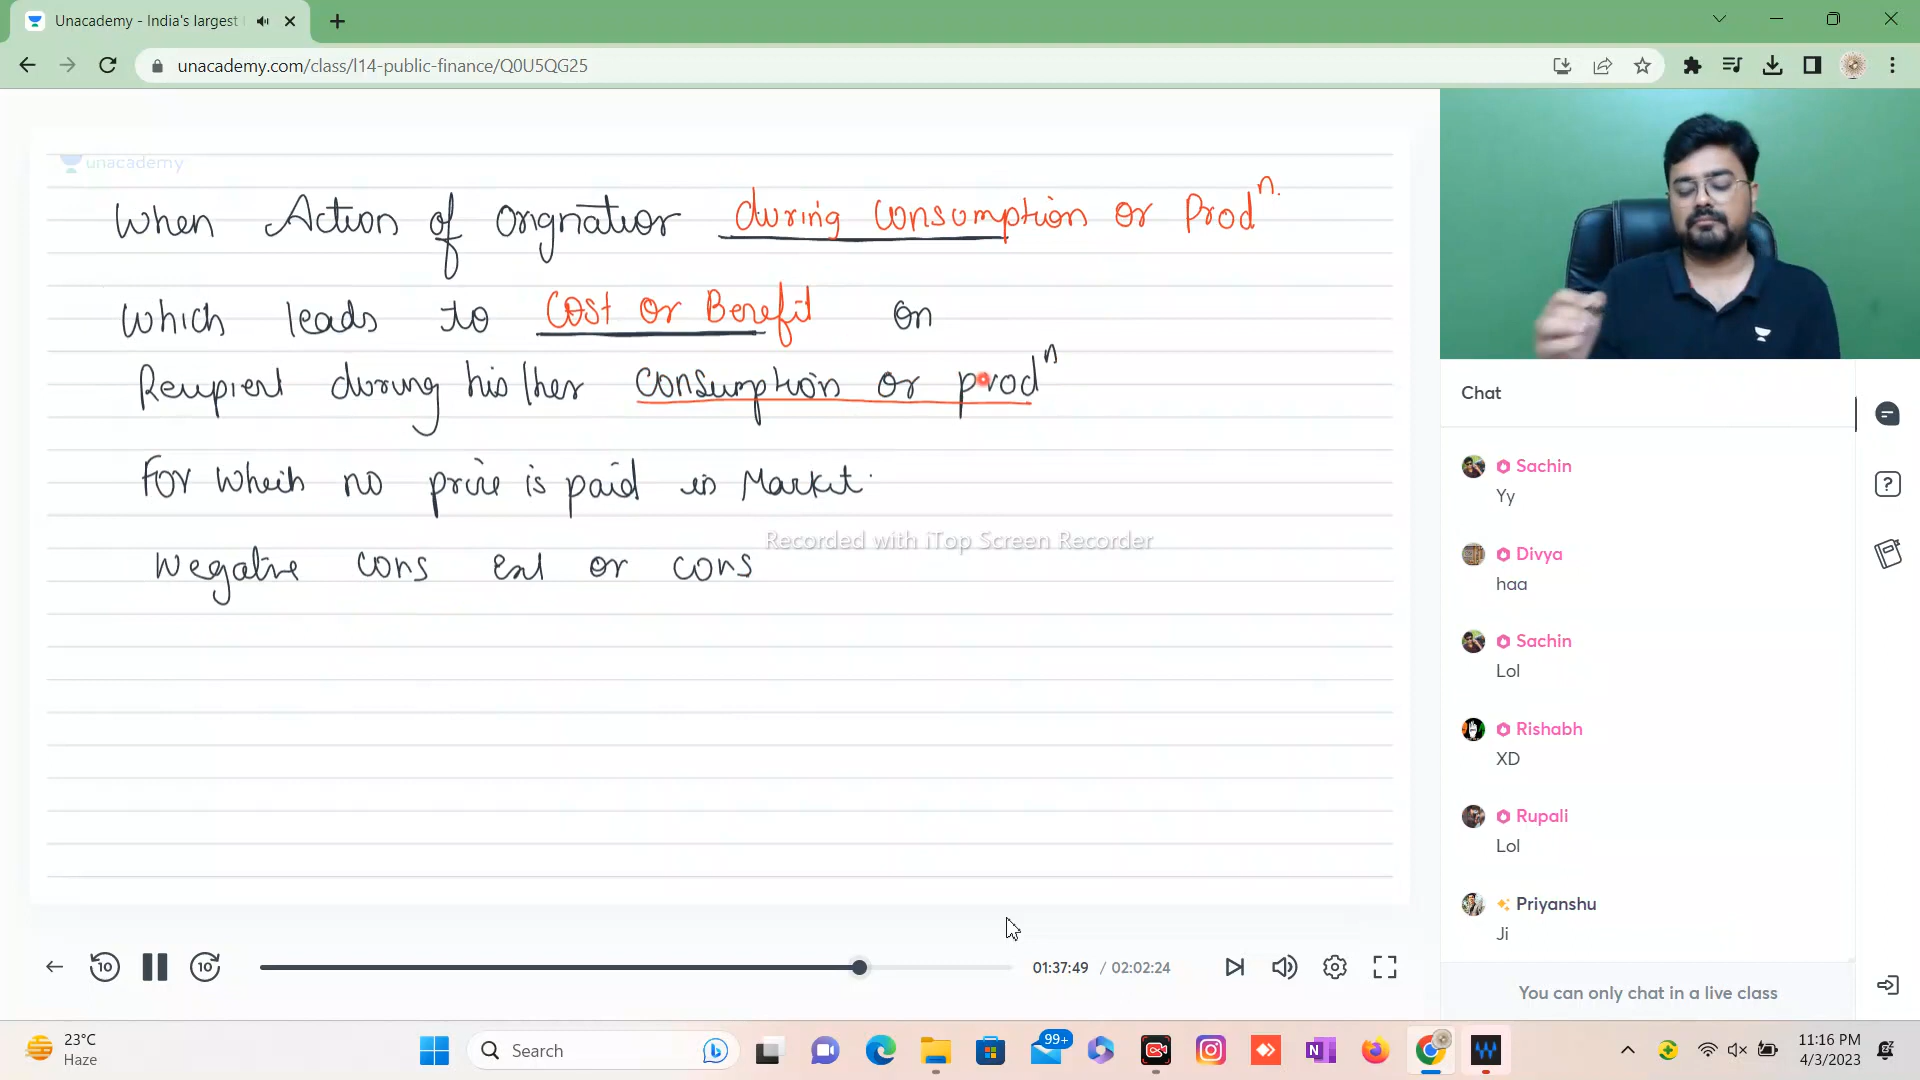 Unacademy - India's largest
unacademy.com/class/l14-public-finance/Q0U5QG25
unacademy
When Action of Orignatior during Consumption or Prodⁿ.
Which leads to Cost or Benefit on
Recipient during his/her Consumption or prodⁿ
For which no price is paid in Market.
Recorded with iTop Screen Recorder
Negative Cons Ext or cons
Chat
Sachin
Yy
Divya
haa
Sachin
Lol
Rishabh
XD
Rupali
Lol
Priyanshu
Ji
You can only chat in a live class
10
10
01:37:49 / 02:02:24
23°C
Haze
Search
99+
11:16 PM
4/3/2023